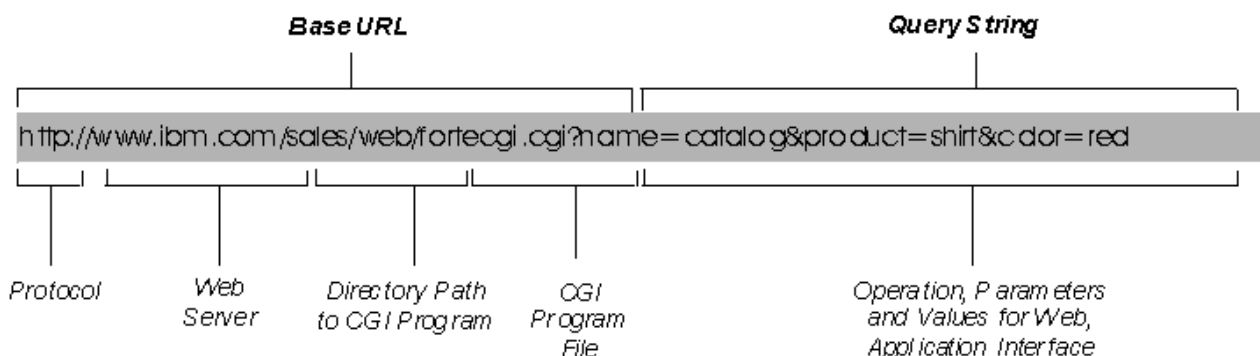 Base URL
Query String
http://www.ibm.com/sales/web/fortecgi.cgi?name=catalog&product=shirt&color=red
Protocol
Web
Server
Directory Path
to CGI Program
CGI
Program
File
Operation, Parameters
and Values for Web,
Application Interface